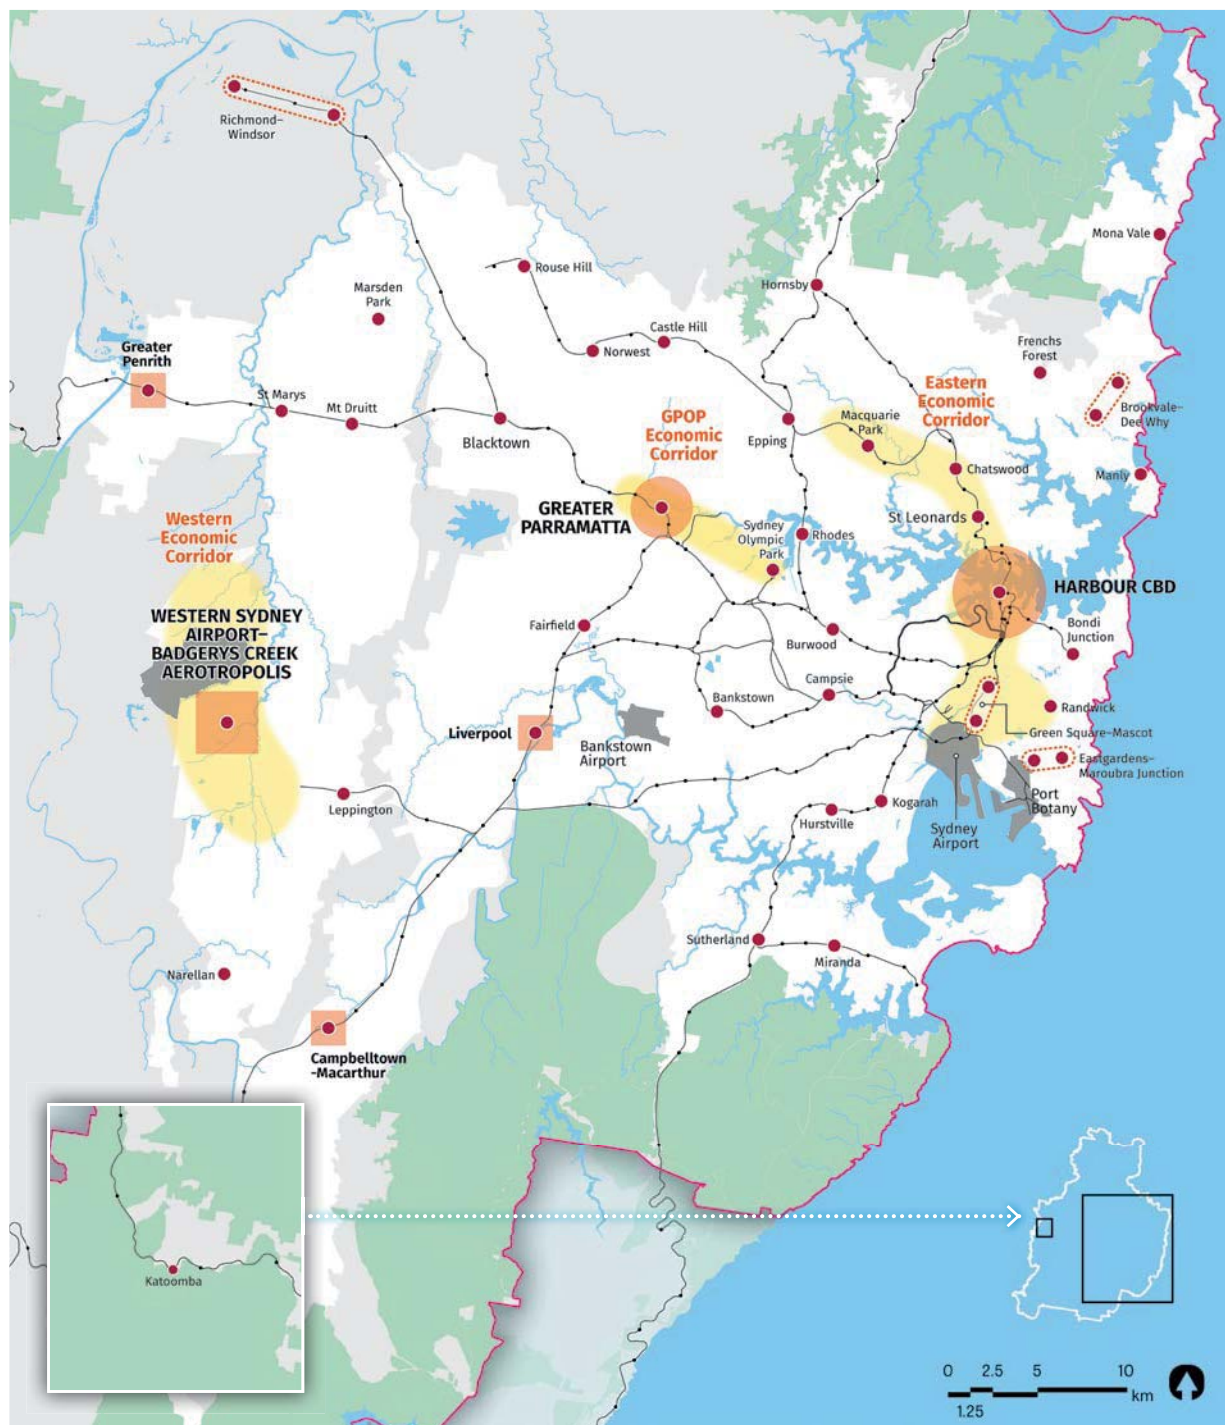 Richmond–
Windsor
Mona Vale
Rouse Hill
Hornsby
Marsden
Park
Castle Hill
Norwest
Frenchs
Forest
Greater
Penrith
St Marys
Mt Druitt
Blacktown
GPOP
Economic
Corridor
Epping
Macquarie
Park
Eastern
Economic
Corridor
Brookvale–
Dee Why
Chatswood
Manly
Western
Economic
Corridor
GREATER
PARRAMATTA
Sydney
Olympic
Park
Rhodes
St Leonards
WESTERN SYDNEY
AIRPORT–
BADGERYS CREEK
AEROTROPOLIS
HARBOUR CBD
Fairfield
Burwood
Bondi
Junction
Campsie
Bankstown
Randwick
Liverpool
Bankstown
Airport
Green Square–Mascot
Eastgardens–
Maroubra Junction
Leppington
Kogarah
Hurstville
Port
Botany
Sydney
Airport
Sutherland
Miranda
Narellan
Campbelltown
-Macarthur
Katoomba
0 2.5 5 10
km
1.25